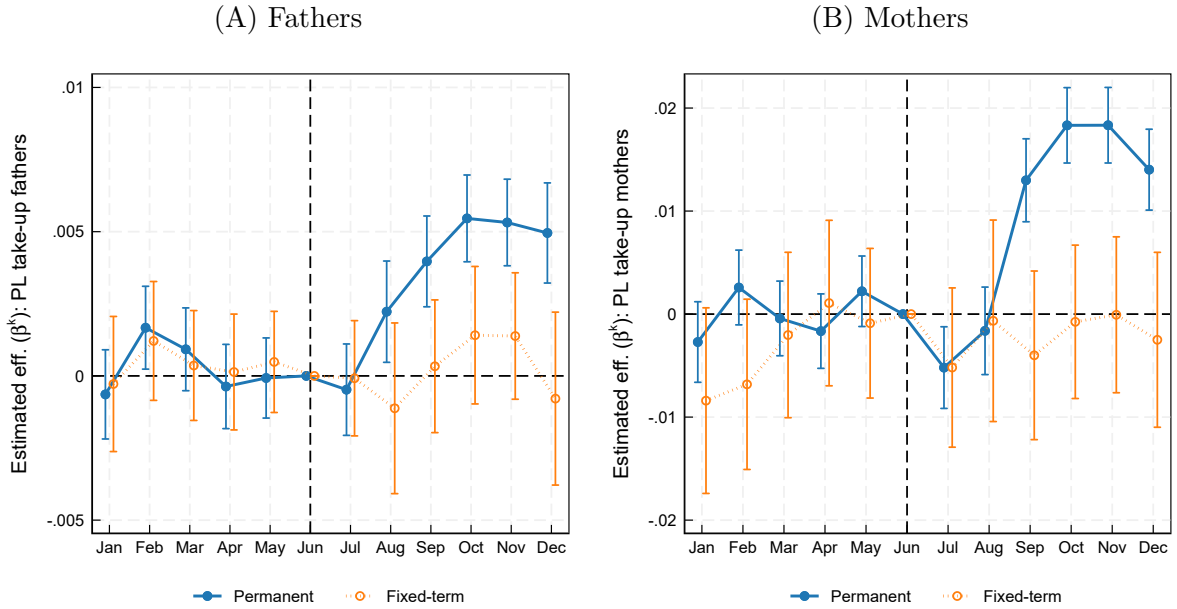 (A) Fathers
Estimated eff. (βᵏ): PL take-up fathers
.01
.005
0
-.005
Jan Feb Mar Apr May Jun Jul Aug Sep Oct Nov Dec
Permanent Fixed-term
(B) Mothers
Estimated eff. (βᵏ): PL take-up mothers
.02
.01
0
-.01
-.02
Jan Feb Mar Apr May Jun Jul Aug Sep Oct Nov Dec
Permanent Fixed-term